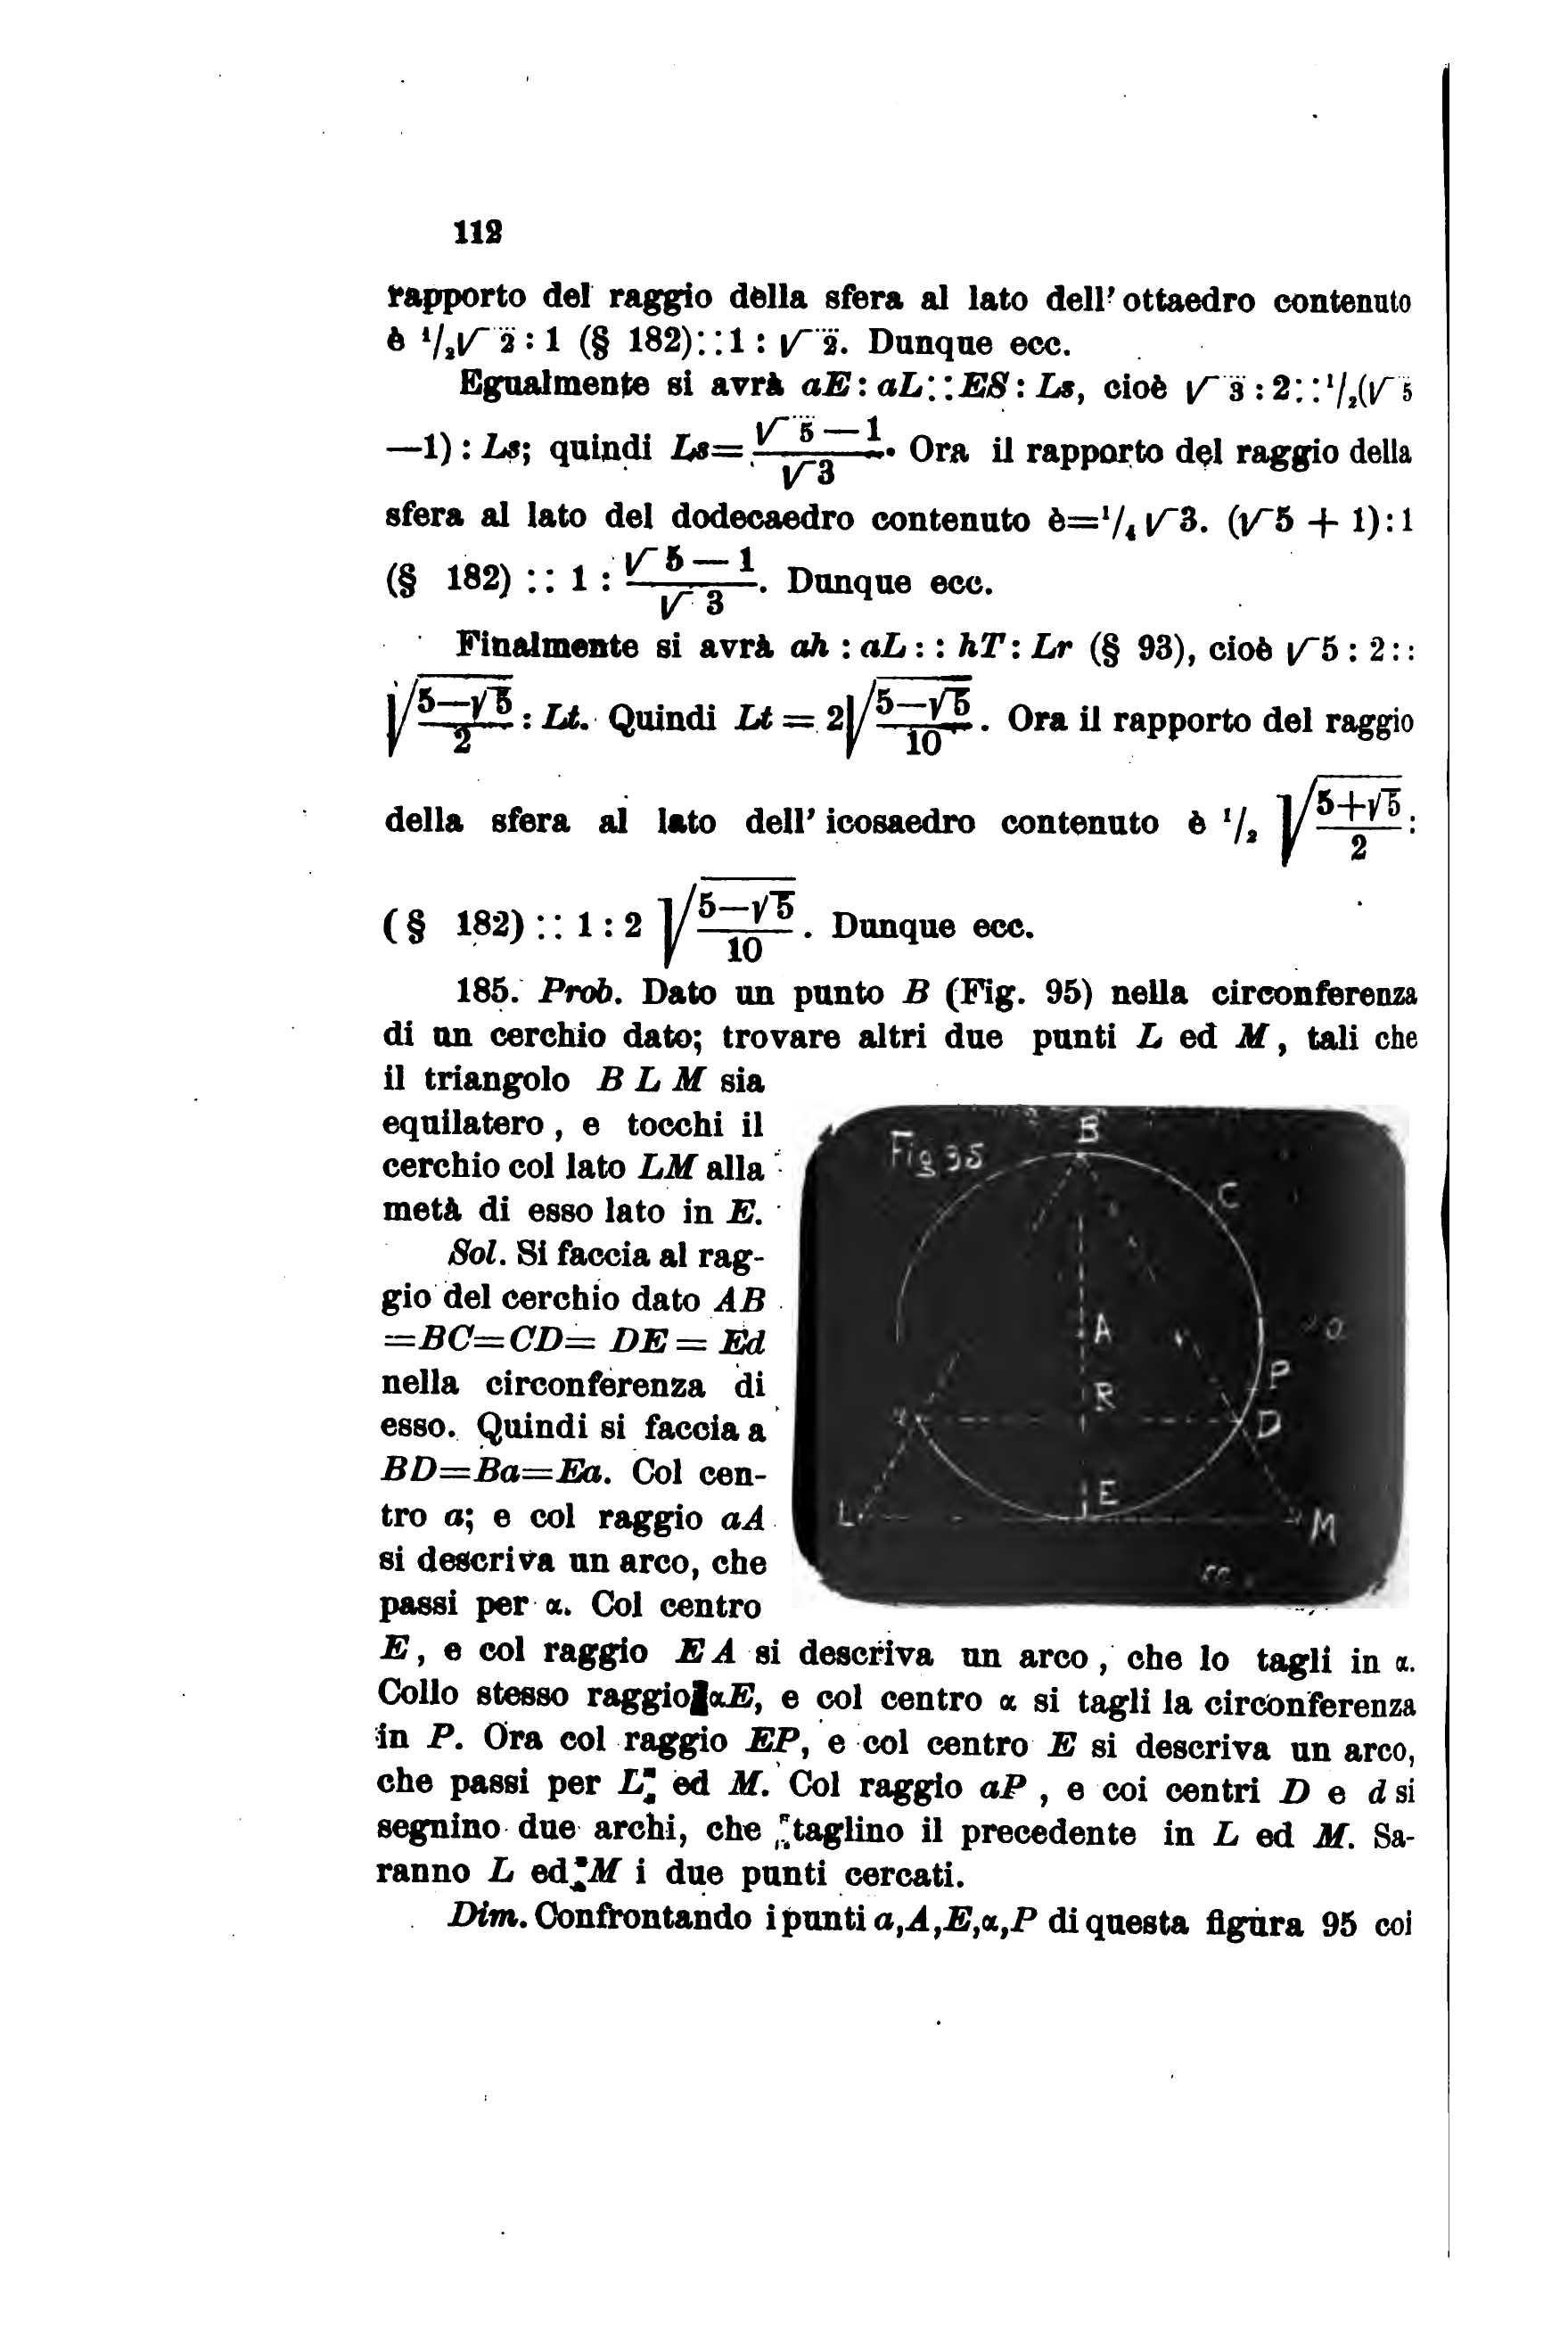 112
rapporto del raggio della sfera al lato dell' ottaedro contenuto
è ¹/₂√2 : 1 (§ 182)::1 : √2. Dunque ecc.
Egualmente si avrà aE : aL::ES : Ls, cioè √3 : 2::¹/₂(√5
—1) : Ls; quindi Ls= (√5—1)/√3. Ora il rapporto del raggio della
sfera al lato del dodecaedro contenuto è=¹/₄√3. (√5 + 1):1
(§ 182) :: 1 : (√5—1)/√3. Dunque ecc.
Finalmente si avrà ah : aL :: hT : Lr (§ 93), cioè √5 : 2::
√((5—√5)/2) : Lt. Quindi Lt = 2√((5—√5)/10). Ora il rapporto del raggio
della sfera al lato dell' icosaedro contenuto è ¹/₂ √((5+√5)/2):
(§ 182) :: 1 : 2 √((5—√5)/10). Dunque ecc.
185. Prob. Dato un punto B (Fig. 95) nella circonferenza
di un cerchio dato; trovare altri due punti L ed M, tali che
il triangolo B L M sia
equilatero, e tocchi il
cerchio col lato LM alla
metà di esso lato in E.
Sol. Si faccia al rag-
gio del cerchio dato AB
=BC=CD= DE = Ed
nella circonferenza di
esso. Quindi si faccia a
BD=Ba=Ea. Col cen-
tro a; e col raggio aA
si descriva un arco, che
passi per α. Col centro
E, e col raggio E A si descriva un arco, che lo tagli in α.
Collo stesso raggio αE, e col centro α si tagli la circonferenza
in P. Ora col raggio EP, e col centro E si descriva un arco,
che passi per L ed M. Col raggio aP, e coi centri D e d si
segnino due archi, che taglino il precedente in L ed M. Sa-
ranno L ed M i due punti cercati.
Dim. Confrontando i punti a,A,E,α,P di questa figura 95 coi
Fig 95
B
C
A
a
P
R
D
E
L
M